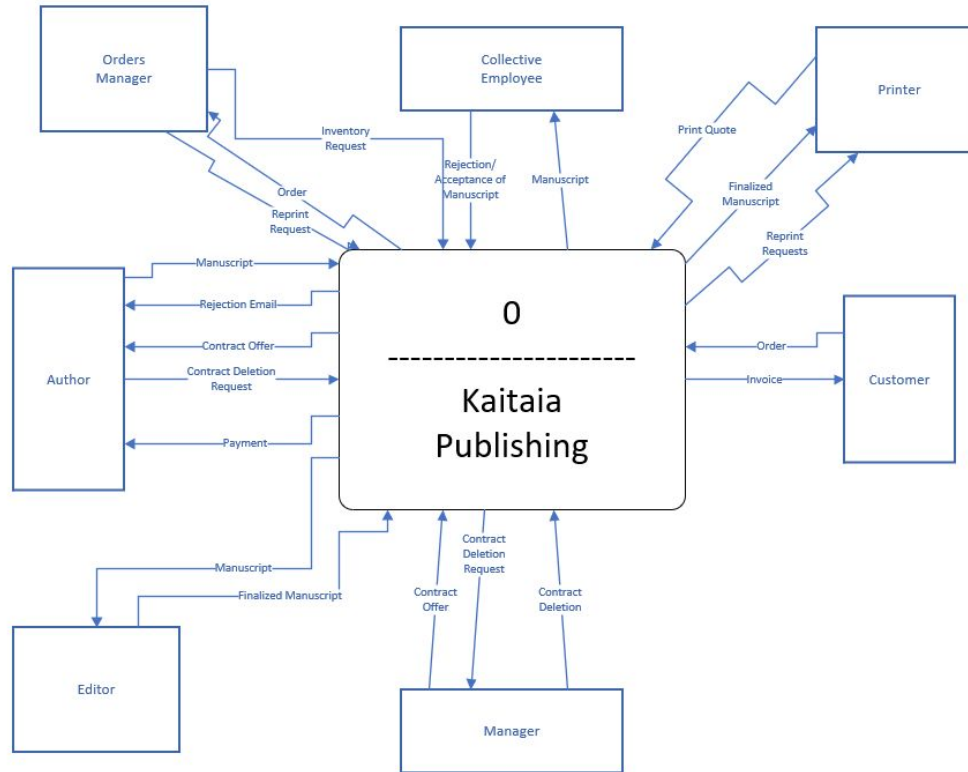 Orders
Manager
Collective
Employee
Printer
Inventory
Request
Print Quote
Rejection/
Acceptance of
Manuscript
Manuscript
Finalized
Manuscript
Order
Reprint
Request
Reprint
Requests
Manuscript
Rejection Email
Contract Offer
Contract Deletion
Request
Payment
Author
0
----------------------
Kaitaia
Publishing
Order
Invoice
Customer
Manuscript
Finalized Manuscript
Contract
Deletion
Request
Contract
Offer
Contract
Deletion
Editor
Manager